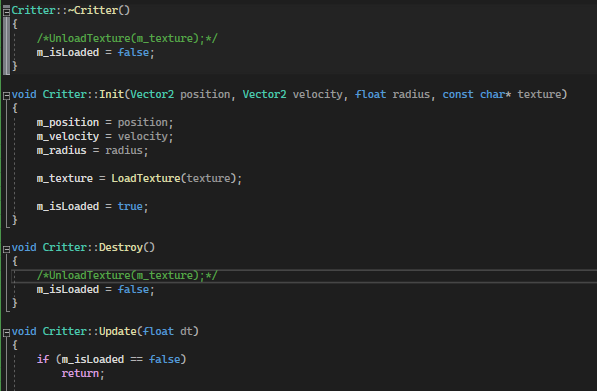 Critter::~Critter()
{
/*UnloadTexture(m_texture);*/
m_isLoaded = false;
}
void Critter::Init(Vector2 position, Vector2 velocity, float radius, const char* texture)
{
m_position = position;
m_velocity = velocity;
m_radius = radius;
m_texture = LoadTexture(texture);
m_isLoaded = true;
}
void Critter::Destroy()
{
/*UnloadTexture(m_texture);*/
m_isLoaded = false;
}
void Critter::Update(float dt)
{
if (m_isLoaded == false)
return;